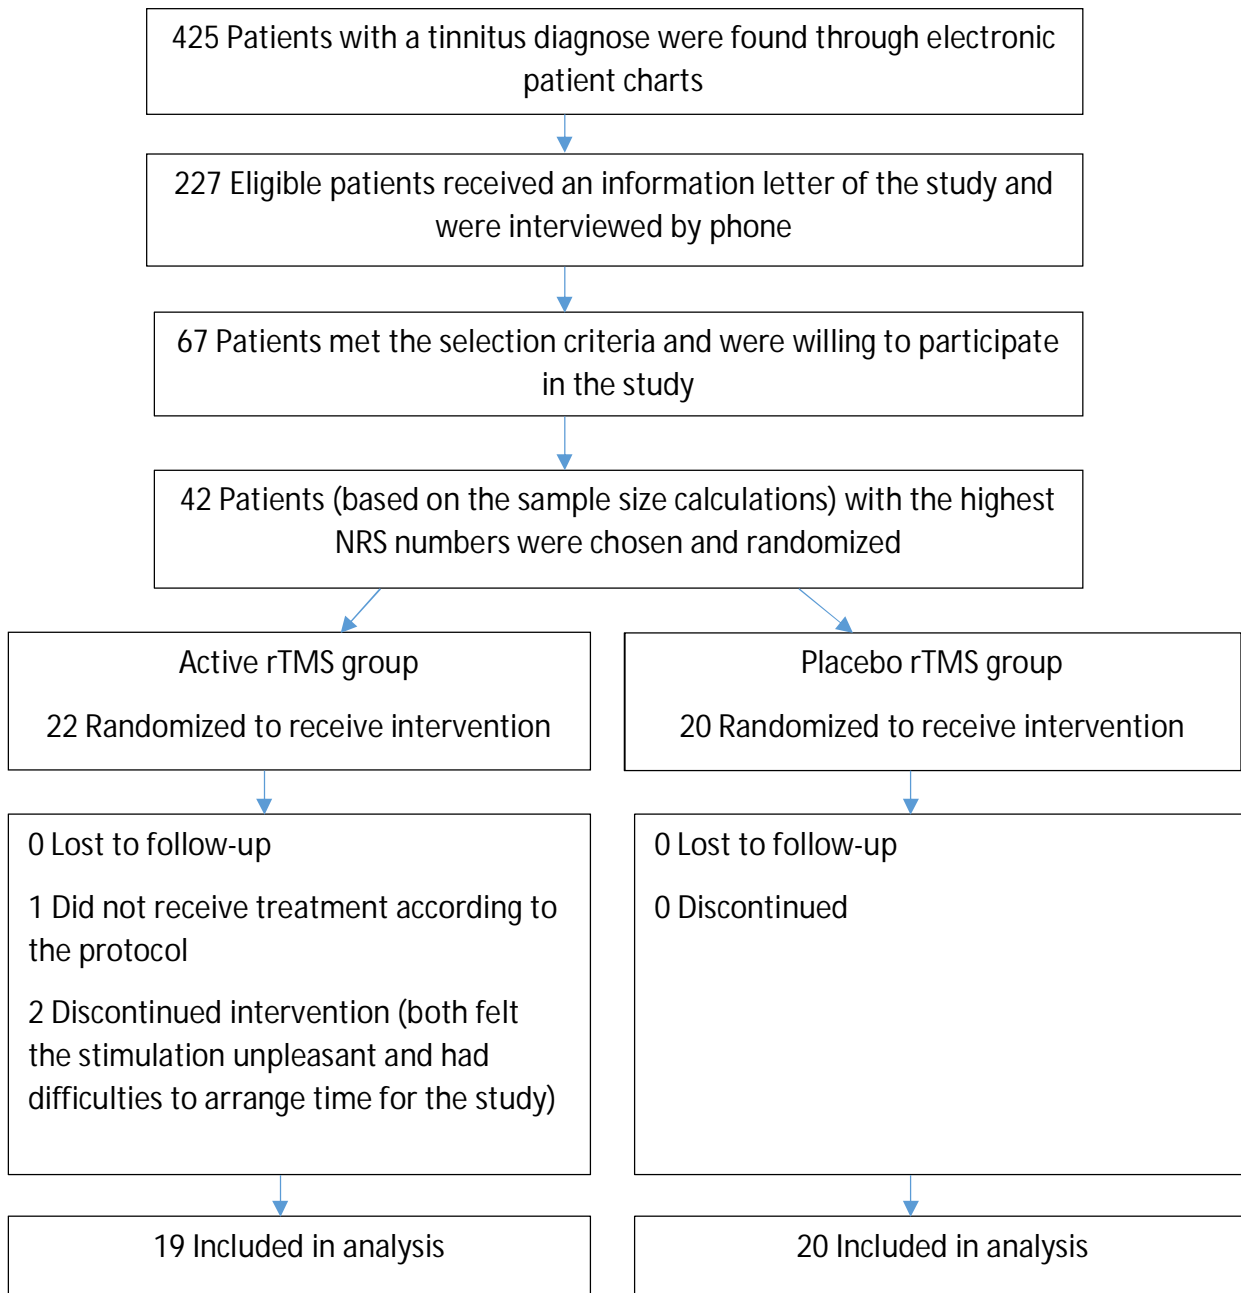 425 Patients with a tinnitus diagnose were found through electronic
patient charts
227 Eligible patients received an information letter of the study and
were interviewed by phone
67 Patients met the selection criteria and were willing to participate
in the study
42 Patients (based on the sample size calculations) with the highest
NRS numbers were chosen and randomized
Active rTMS group
22 Randomized to receive intervention
Placebo rTMS group
20 Randomized to receive intervention
0 Lost to follow-up
1 Did not receive treatment according to
the protocol
2 Discontinued intervention (both felt
the stimulation unpleasant and had
difficulties to arrange time for the study)
0 Lost to follow-up
0 Discontinued
19 Included in analysis
20 Included in analysis